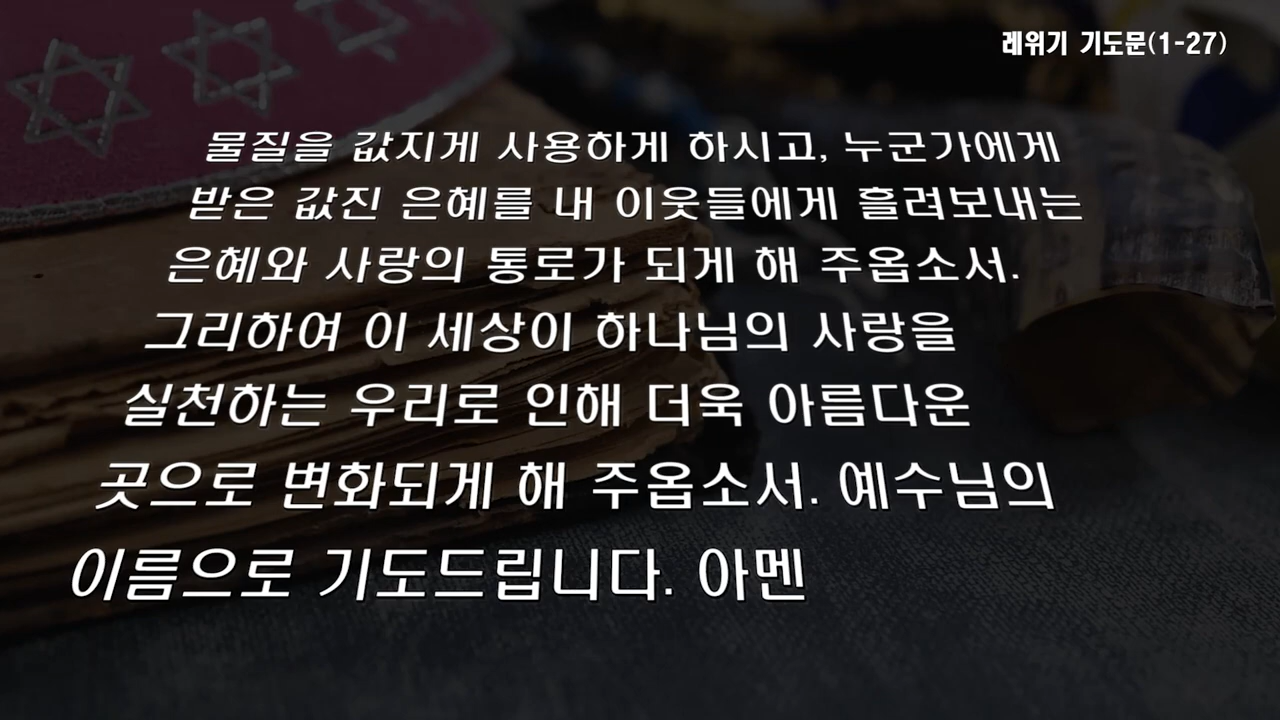 레위기 기도문(1-27)
물질을 값지게 사용하게 하시고, 누군가에게
받은 값진 은혜를 내 이웃들에게 흘려보내는
은혜와 사랑의 통로가 되게 해 주옵소서.
그리하여 이 세상이 하나님의 사랑을
실천하는 우리로 인해 더욱 아름다운
곳으로 변화되게 해 주옵소서. 예수님의
이름으로 기도드립니다. 아멘